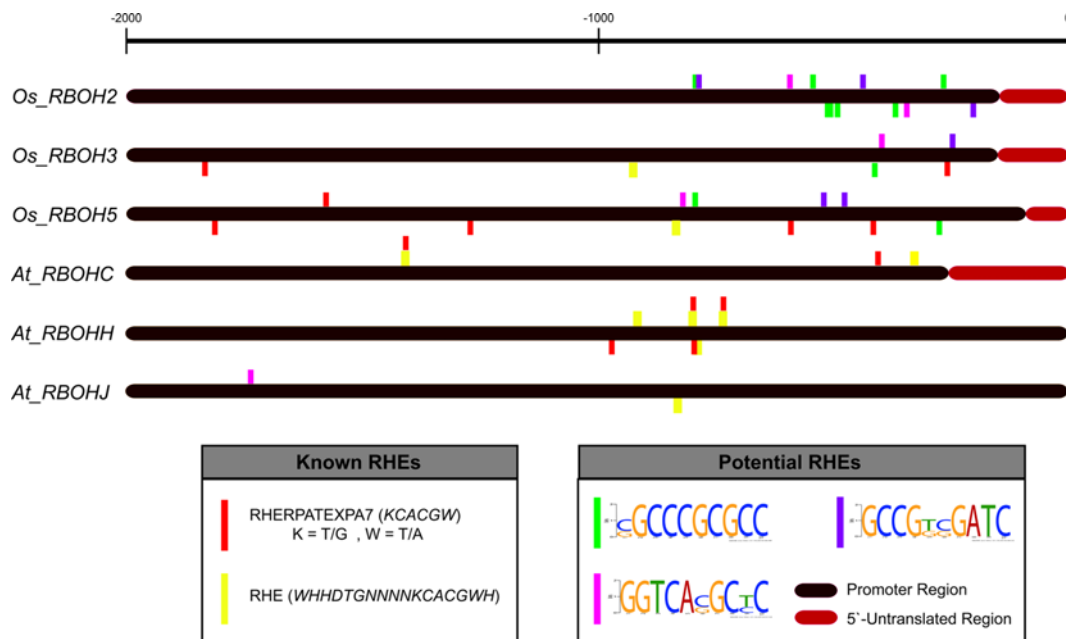 -2000 -1000 0
Os_RBOH2
Os_RBOH3
Os_RBOH5
At_RBOHC
At_RBOHH
At_RBOHJ
Known RHEs
RHERPATEXPA7 (KCACGW)
K = T/G , W = T/A
RHE (WHHDTGNNNNKCACGWH)
Potential RHEs
CGCCCGCGCC
GCCGTCGATC
GGTCACGCTC
Promoter Region
5`-Untranslated Region